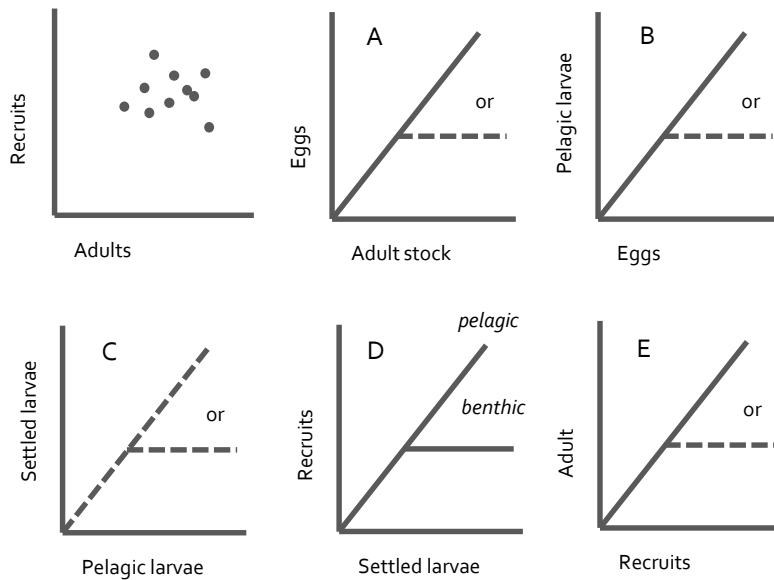 Recruits
Adults
A
Eggs
or
Adult stock
B
Pelagic larvae
or
Eggs
C
Settled larvae
or
Pelagic larvae
D
pelagic
benthic
Recruits
Settled larvae
E
Adult
or
Recruits